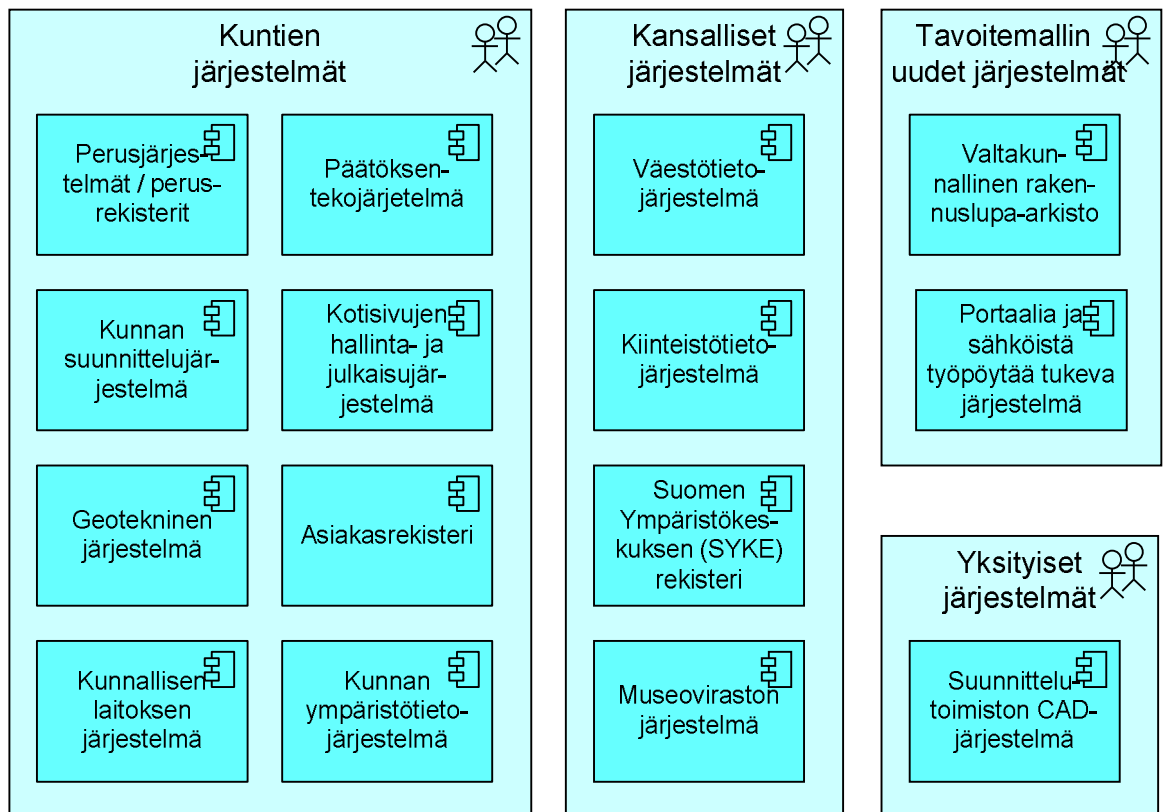 Kuntien
järjestelmät
Perusjärjes-
telmät / perus-
rekisterit
Päätöksen-
tekojärjetelmä
Kunnan
suunnittelujär-
jestelmä
Kotisivujen
hallinta- ja
julkaisujär-
jestelmä
Geotekninen
järjestelmä
Asiakasrekisteri
Kunnallisen
laitoksen
järjestelmä
Kunnan
ympäristötieto-
järjestelmä
Kansalliset
järjestelmät
Väestötieto-
järjestelmä
Kiinteistötieto-
järjestelmä
Suomen
Ympäristökes-
kuksen (SYKE)
rekisteri
Museoviraston
järjestelmä
Tavoitemallin
uudet järjestelmät
Valtakun-
nallinen raken-
nuslupa-arkisto
Portaalia ja
sähköistä
työpöytää tukeva
järjestelmä
Yksityiset
järjestelmät
Suunnittelu-
toimiston CAD-
järjestelmä